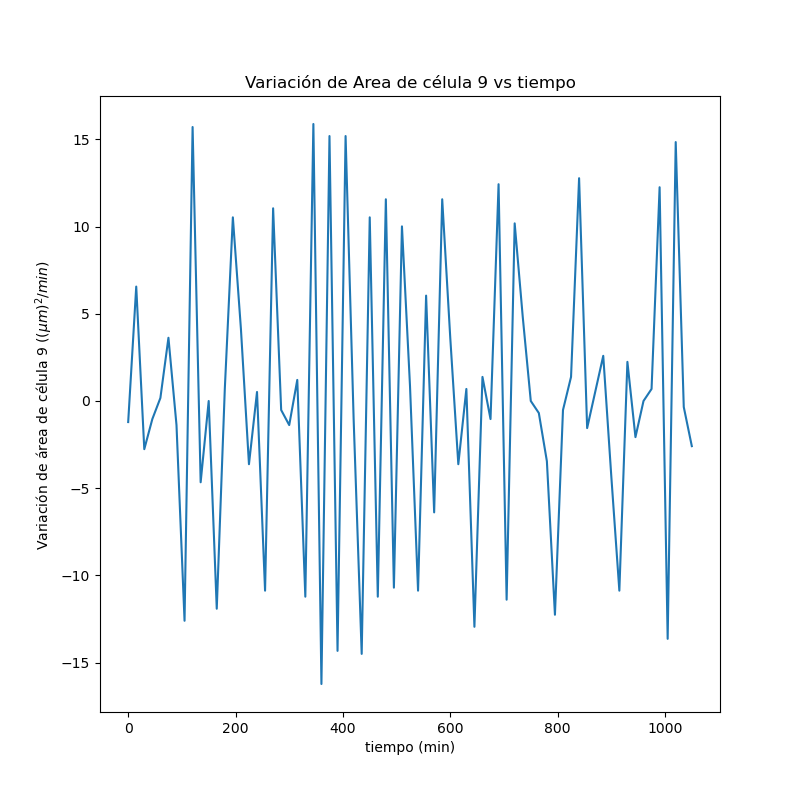 Variación de Area de célula 9 vs tiempo
Variación de área de célula 9 ((μm)²/min)
15
10
5
0
−5
−10
−15
0 200 400 600 800 1000
tiempo (min)